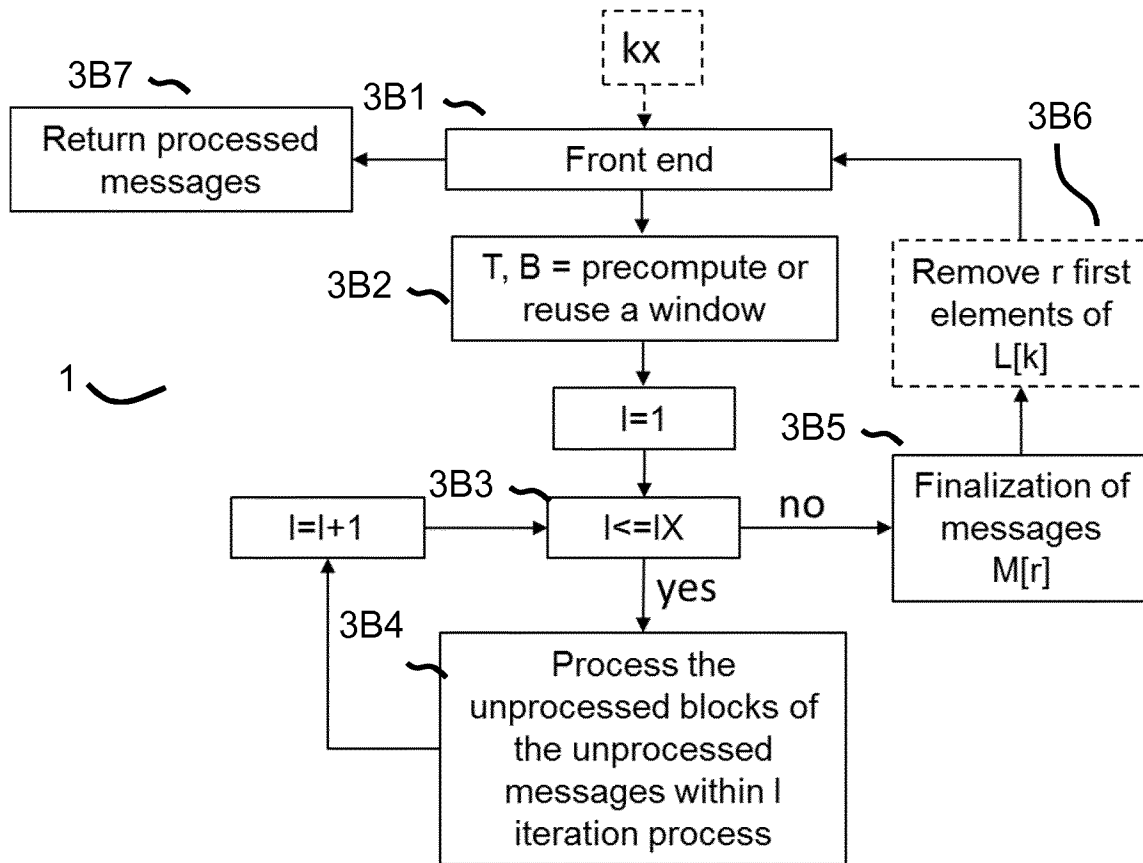 kx
3B7
3B1
3B6
Return processed
messages
Front end
3B2
T, B = precompute or
reuse a window
Remove r first
elements of
L[k]
1
I=1
3B5
3B3
I=I+1
I<=IX
no
Finalization of
messages
M[r]
yes
3B4
Process the
unprocessed blocks of
the unprocessed
messages within I
iteration process